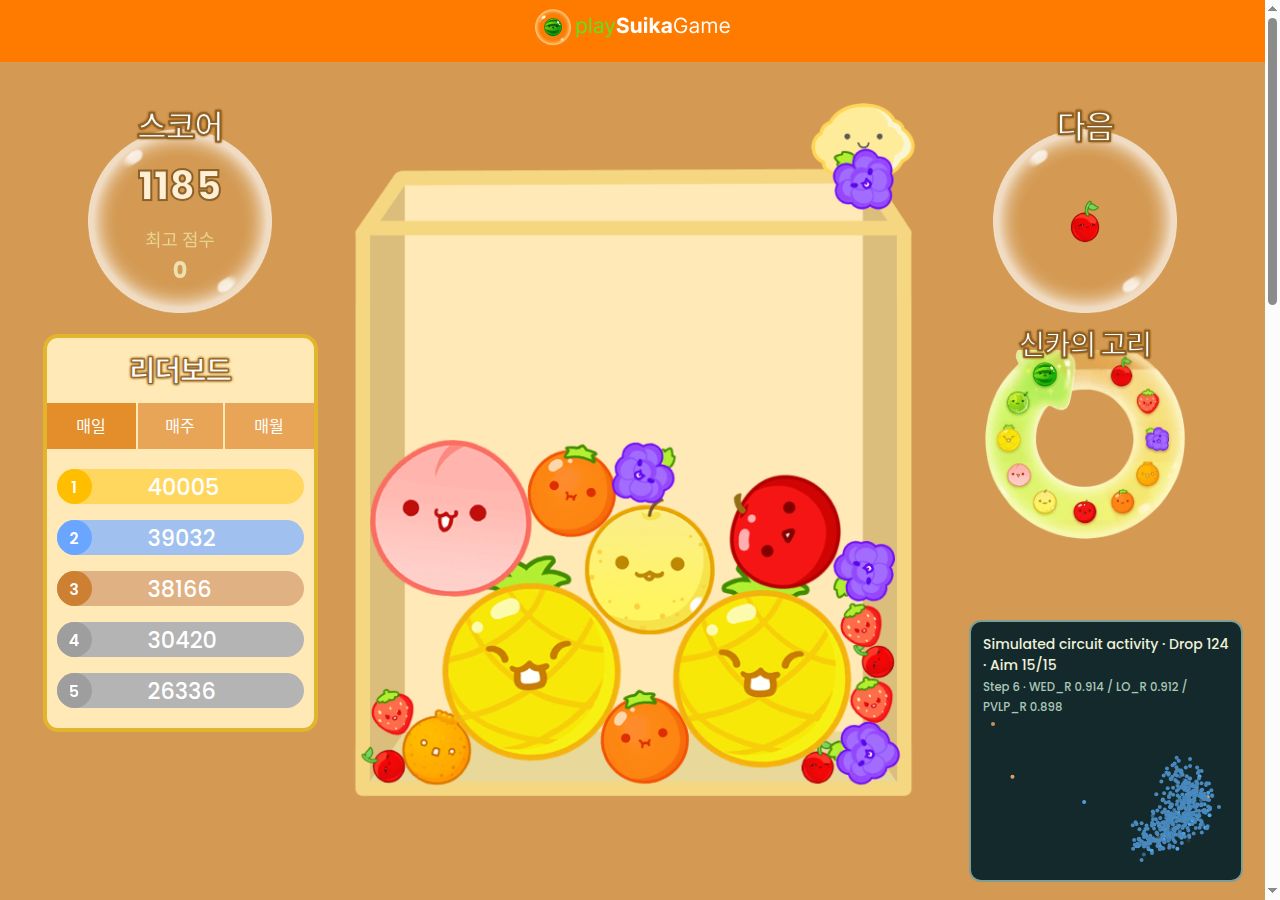 playSuikaGame
스코어
1185
최고 점수
0
리더보드
매일 매주 매월
1 40005
2 39032
3 38166
4 30420
5 26336
다음
신카의 고리
Simulated circuit activity · Drop 124
· Aim 15/15
Step 6 · WED_R 0.914 / LO_R 0.912 /
PVLP_R 0.898